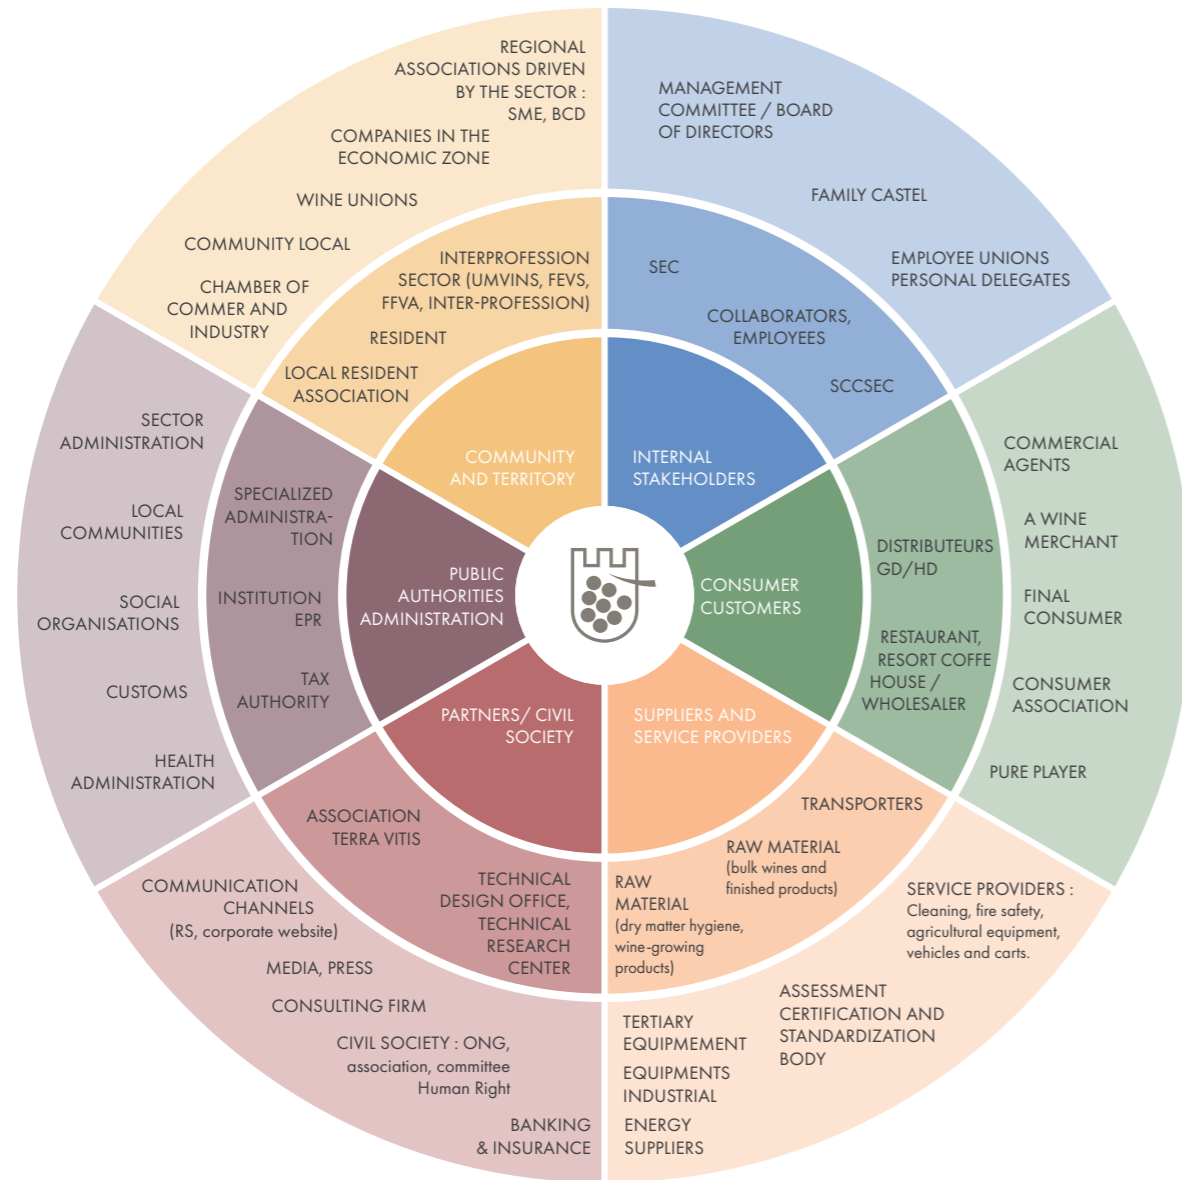 REGIONAL
ASSOCIATIONS DRIVEN
BY THE SECTOR :
SME, BCD
COMPANIES IN THE
ECONOMIC ZONE
WINE UNIONS
COMMUNITY LOCAL
CHAMBER OF
COMMER AND
INDUSTRY
INTERPROFESSION
SECTOR (UMVINS, FEVS,
FFVA, INTER-PROFESSION)
RESIDENT
LOCAL RESIDENT
ASSOCIATION
COMMUNITY
AND TERRITORY
MANAGEMENT
COMMITTEE / BOARD
OF DIRECTORS
FAMILY CASTEL
EMPLOYEE UNIONS
PERSONAL DELEGATES
SEC
COLLABORATORS,
EMPLOYEES
SCCSEC
INTERNAL
STAKEHOLDERS
COMMERCIAL
AGENTS
A WINE
MERCHANT
FINAL
CONSUMER
CONSUMER
ASSOCIATION
PURE PLAYER
DISTRIBUTEURS
GD/HD
RESTAURANT,
RESORT COFFE
HOUSE /
WHOLESALER
CONSUMER
CUSTOMERS
SUPPLIERS AND
SERVICE PROVIDERS
TRANSPORTERS
RAW MATERIAL
(bulk wines and
finished products)
RAW
MATERIAL
(dry matter hygiene,
wine-growing
products)
SERVICE PROVIDERS :
Cleaning, fire safety,
agricultural equipment,
vehicles and carts.
ASSESSMENT
CERTIFICATION AND
STANDARDIZATION
BODY
TERTIARY
EQUIPMEMENT
EQUIPMENTS
INDUSTRIAL
ENERGY
SUPPLIERS
PARTNERS/ CIVIL
SOCIETY
ASSOCIATION
TERRA VITIS
TECHNICAL
DESIGN OFFICE,
TECHNICAL
RESEARCH
CENTER
COMMUNICATION
CHANNELS
(RS, corporate website)
MEDIA, PRESS
CONSULTING FIRM
CIVIL SOCIETY : ONG,
association, committee
Human Right
BANKING
& INSURANCE
PUBLIC
AUTHORITIES
ADMINISTRATION
SPECIALIZED
ADMINISTRA-
TION
INSTITUTION
EPR
TAX
AUTHORITY
SECTOR
ADMINISTRATION
LOCAL
COMMUNITIES
SOCIAL
ORGANISATIONS
CUSTOMS
HEALTH
ADMINISTRATION